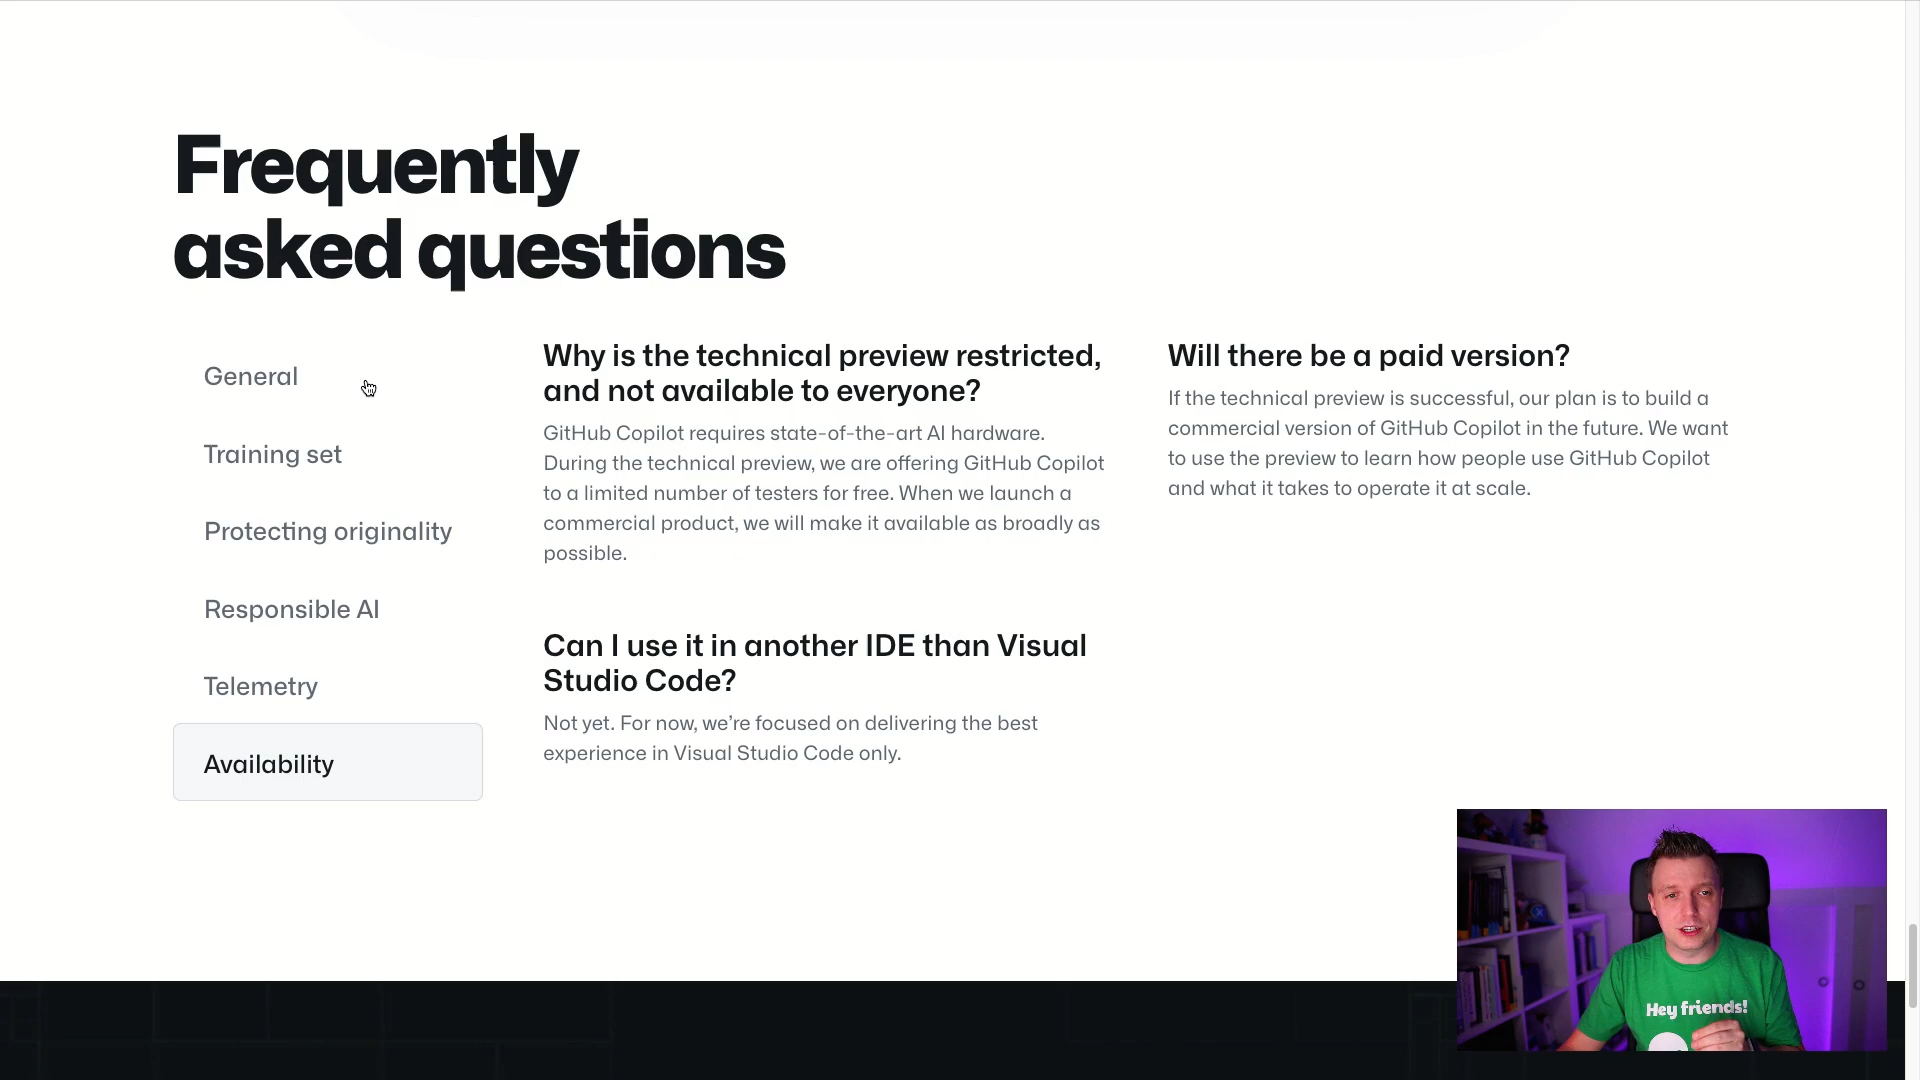 Frequently
asked questions
General
Training set
Protecting originality
Responsible AI
Telemetry
Availability
Why is the technical preview restricted,
and not available to everyone?
GitHub Copilot requires state-of-the-art AI hardware.
During the technical preview, we are offering GitHub Copilot
to a limited number of testers for free. When we launch a
commercial product, we will make it available as broadly as
possible.
Can I use it in another IDE than Visual
Studio Code?
Not yet. For now, we’re focused on delivering the best
experience in Visual Studio Code only.
Will there be a paid version?
If the technical preview is successful, our plan is to build a
commercial version of GitHub Copilot in the future. We want
to use the preview to learn how people use GitHub Copilot
and what it takes to operate it at scale.
Hey friends!